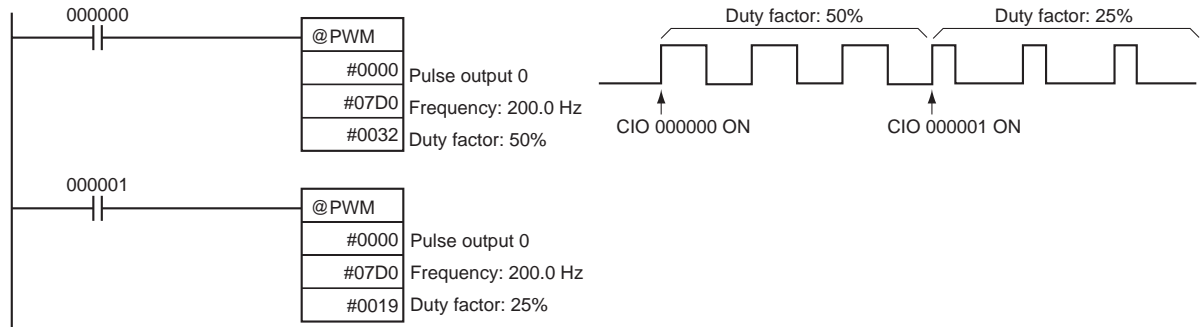 000000
@PWM
#0000 Pulse output 0
#07D0 Frequency: 200.0 Hz
#0032 Duty factor: 50%
000001
@PWM
#0000 Pulse output 0
#07D0 Frequency: 200.0 Hz
#0019 Duty factor: 25%
Duty factor: 50% Duty factor: 25%
CIO 000000 ON CIO 000001 ON